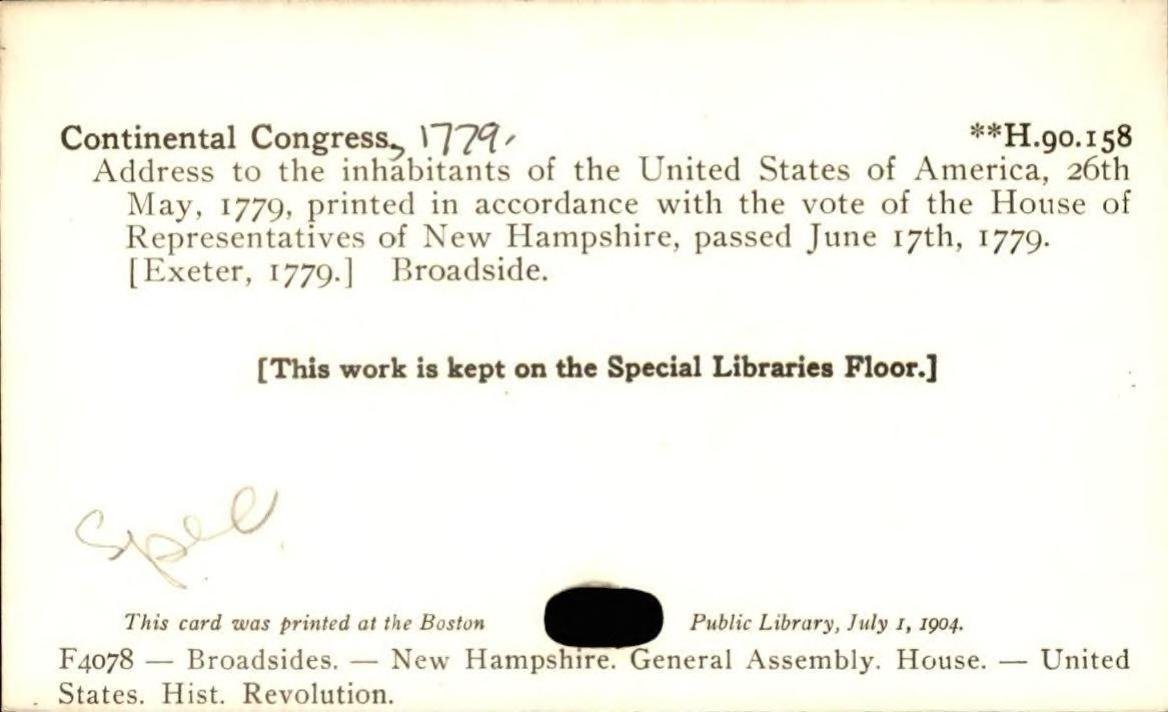 Continental Congress, 1779.
**H.90.158
Address to the inhabitants of the United States of America, 26th
May, 1779, printed in accordance with the vote of the House of
Representatives of New Hampshire, passed June 17th, 1779.
[Exeter, 1779.] Broadside.
[This work is kept on the Special Libraries Floor.]
Spec
This card was printed at the Boston Public Library, July 1, 1904.
F4078 — Broadsides. — New Hampshire. General Assembly. House. — United
States. Hist. Revolution.